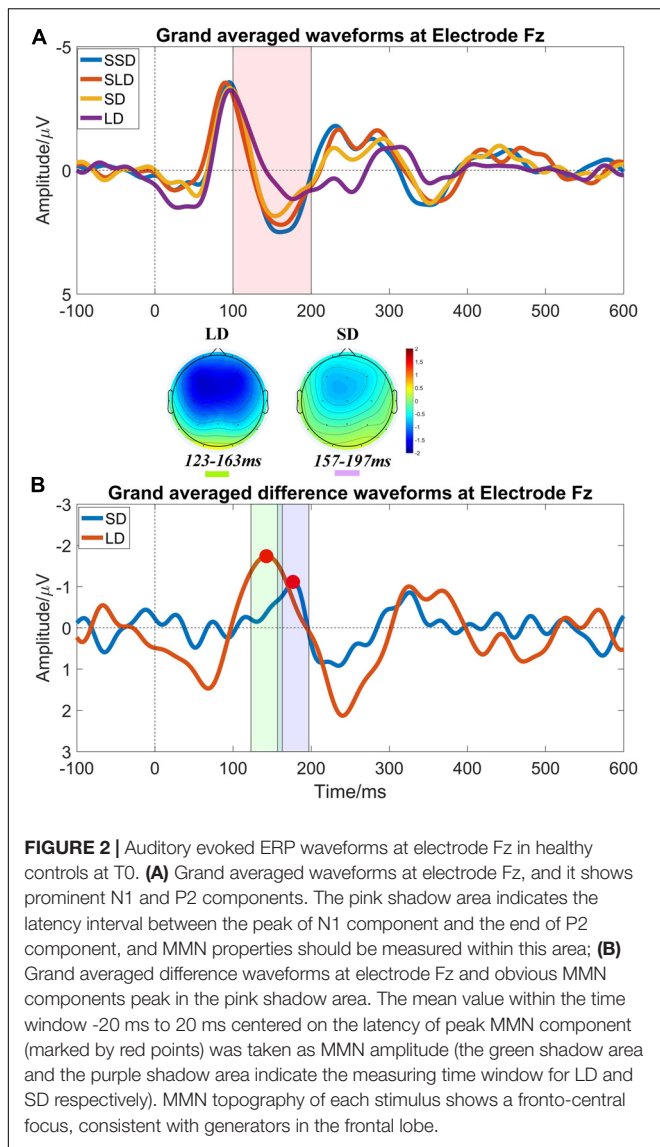 A
Grand averaged waveforms at Electrode Fz
-5
SSD
SLD
SD
LD
Amplitude/μV
0
5
-100 0 100 200 300 400 500 600
LD SD
2
1.5
1
0.5
0
-0.5
-1
-1.5
-2
123-163ms 157-197ms
B
Grand averaged difference waveforms at Electrode Fz
-3
SD
LD
-2
-1
Amplitude/μV
0
1
2
3
-100 0 100 200 300 400 500 600
Time/ms
FIGURE 2 | Auditory evoked ERP waveforms at electrode Fz in healthy
controls at T0. (A) Grand averaged waveforms at electrode Fz, and it shows
prominent N1 and P2 components. The pink shadow area indicates the
latency interval between the peak of N1 component and the end of P2
component, and MMN properties should be measured within this area; (B)
Grand averaged difference waveforms at electrode Fz and obvious MMN
components peak in the pink shadow area. The mean value within the time
window -20 ms to 20 ms centered on the latency of peak MMN component
(marked by red points) was taken as MMN amplitude (the green shadow area
and the purple shadow area indicate the measuring time window for LD and
SD respectively). MMN topography of each stimulus shows a fronto-central
focus, consistent with generators in the frontal lobe.